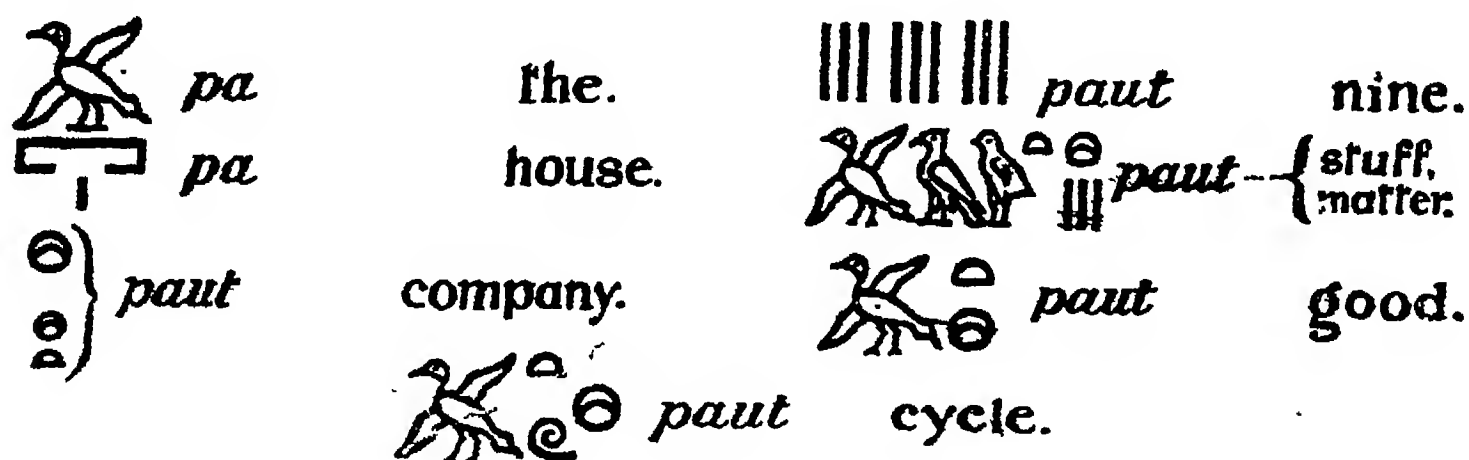 pa the.
pa house.
paut company.
paut nine.
paut -- { stuff,
matter.
paut good.
paut cycle.